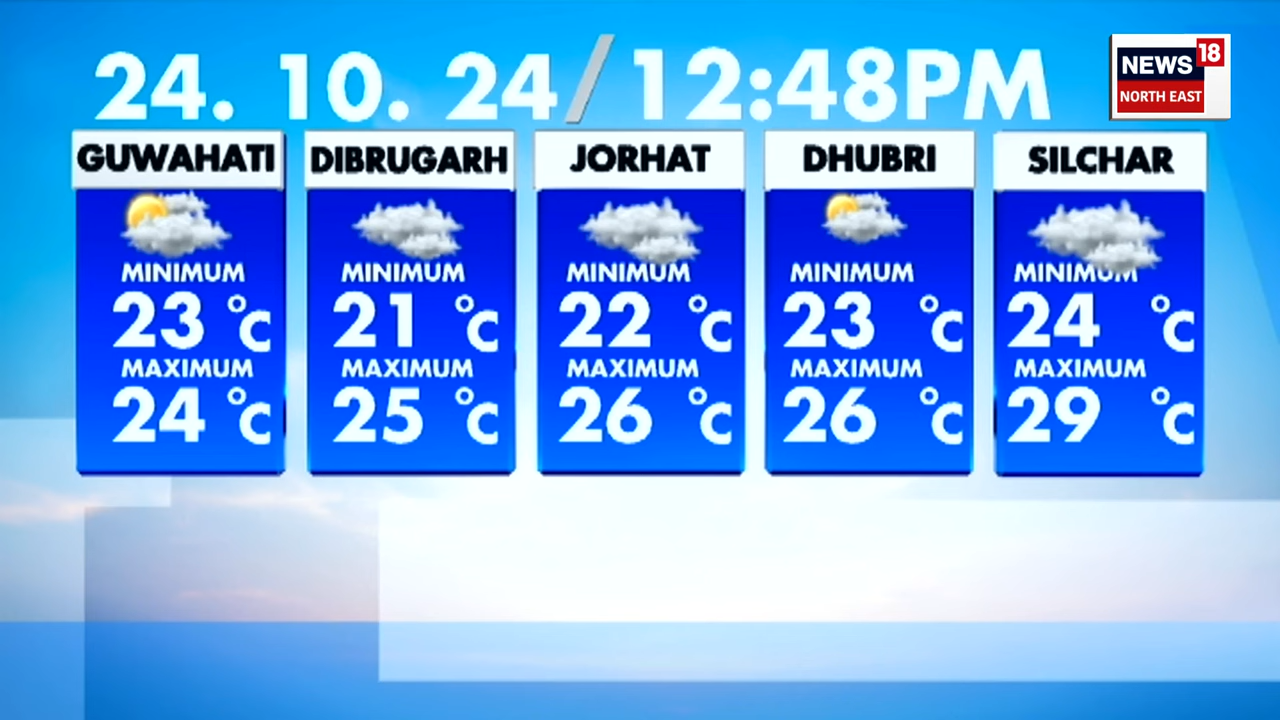 24. 10. 24/12:48PM
NEWS 18
NORTH EAST
GUWAHATI
MINIMUM
23 °C
MAXIMUM
24 °C
DIBRUGARH
MINIMUM
21 °C
MAXIMUM
25 °C
JORHAT
MINIMUM
22 °C
MAXIMUM
26 °C
DHUBRI
MINIMUM
23 °C
MAXIMUM
26 °C
SILCHAR
MINIMUM
24 °C
MAXIMUM
29 °C